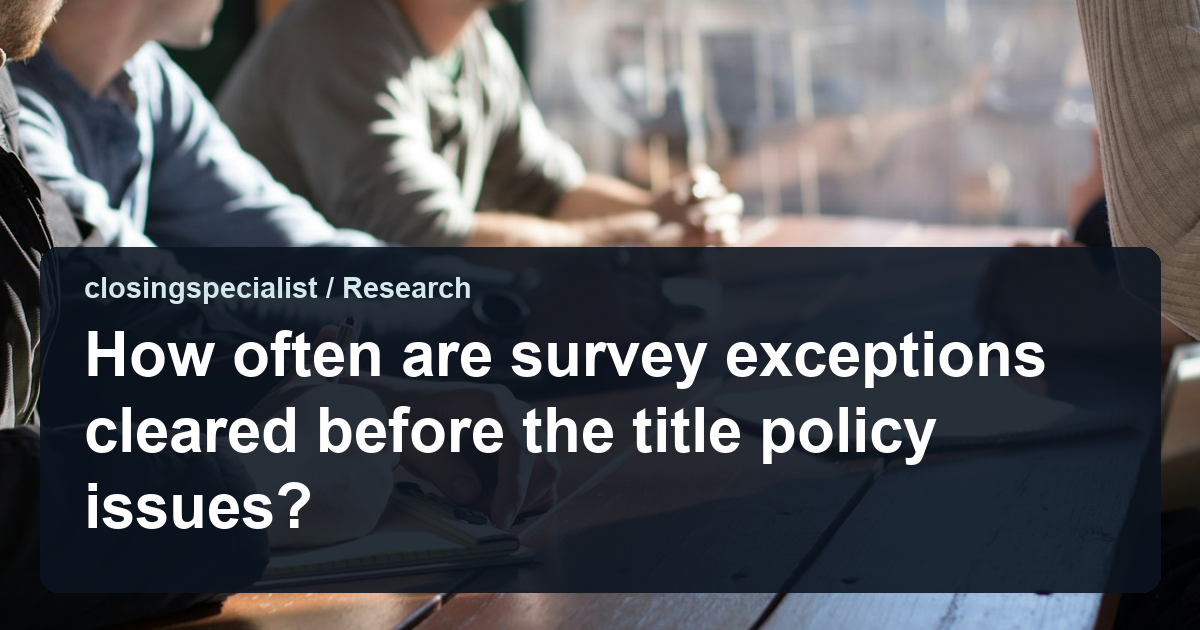 closingspecialist / Research
How often are survey exceptions
cleared before the title policy
issues?